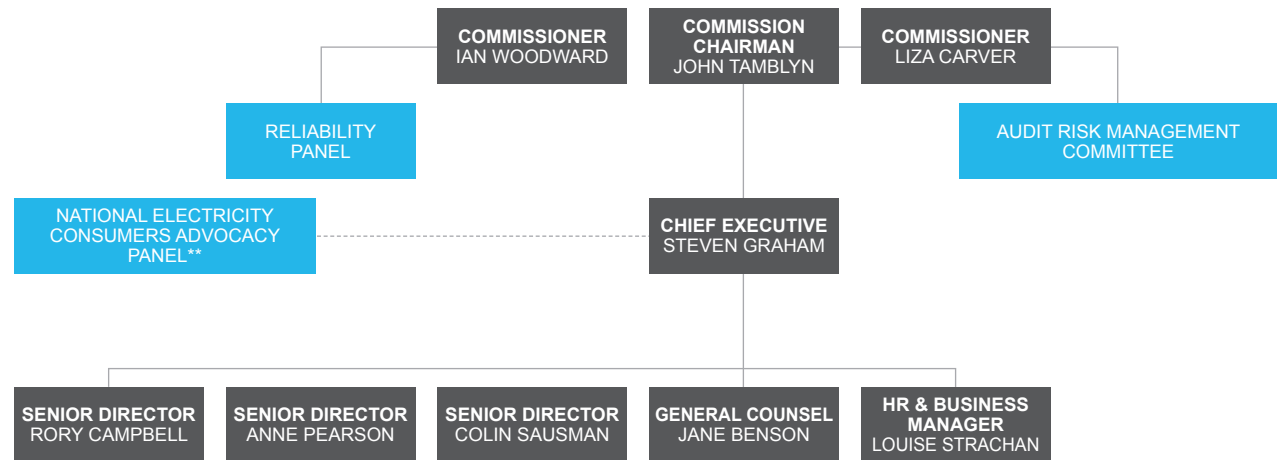 COMMISSIONER
IAN WOODWARD
COMMISSION
CHAIRMAN
JOHN TAMBLYN
COMMISSIONER
LIZA CARVER
RELIABILITY
PANEL
AUDIT RISK MANAGEMENT
COMMITTEE
NATIONAL ELECTRICITY
CONSUMERS ADVOCACY
PANEL**
CHIEF EXECUTIVE
STEVEN GRAHAM
SENIOR DIRECTOR
RORY CAMPBELL
SENIOR DIRECTOR
ANNE PEARSON
SENIOR DIRECTOR
COLIN SAUSMAN
GENERAL COUNSEL
JANE BENSON
HR & BUSINESS
MANAGER
LOUISE STRACHAN